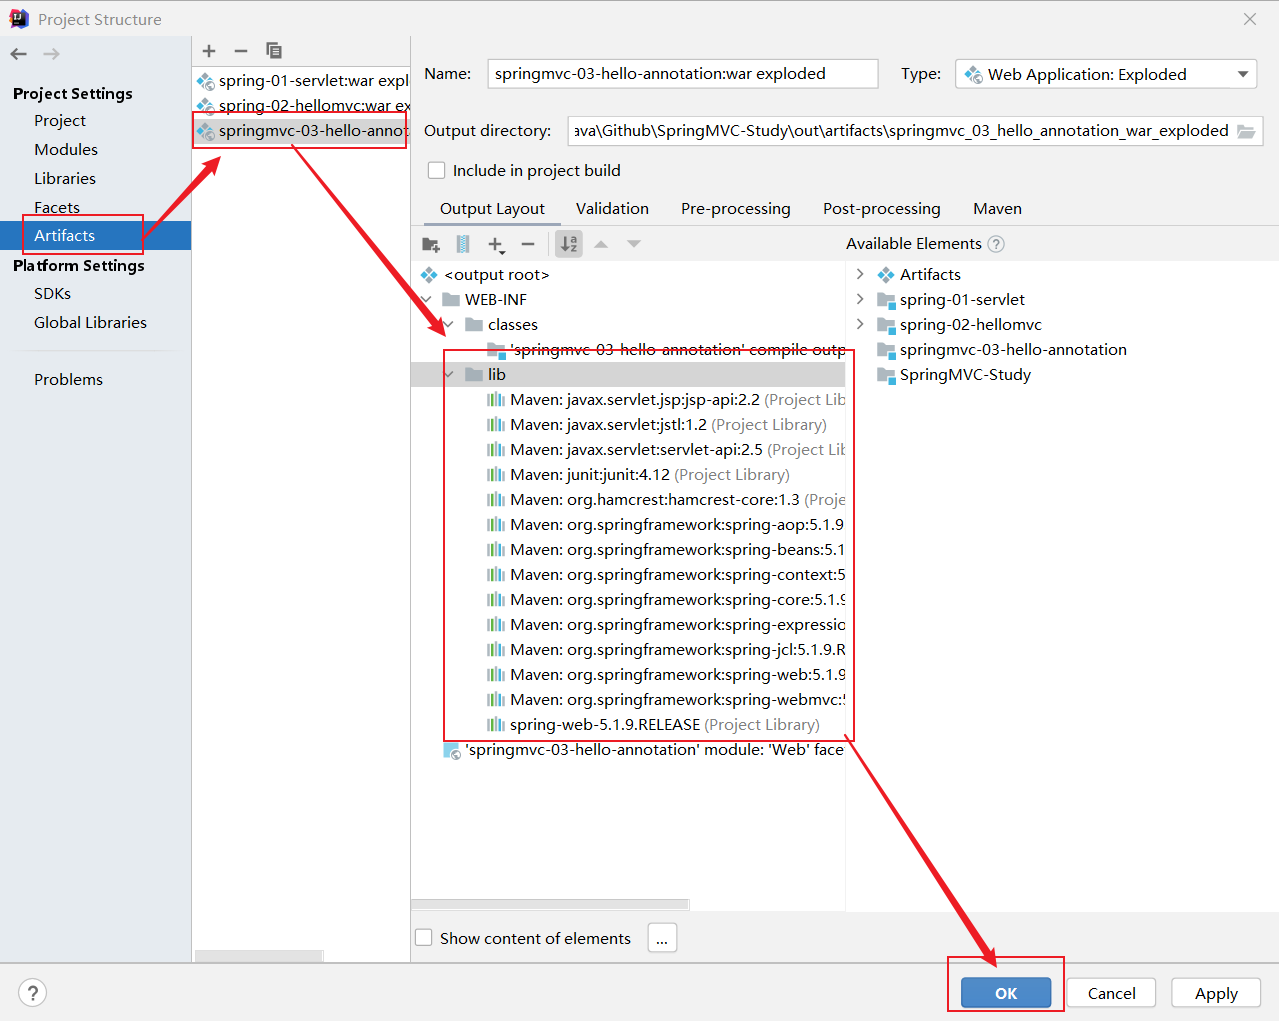 Project Structure
Project Settings
Project
Modules
Libraries
Facets
Artifacts
Platform Settings
SDKs
Global Libraries
Problems
spring-01-servlet:war expl
spring-02-hellomvc:war ex
springmvc-03-hello-annot
Name:
springmvc-03-hello-annotation:war exploded
Type:
Web Application: Exploded
Output directory:
ava\Github\SpringMVC-Study\out\artifacts\springmvc_03_hello_annotation_war_exploded
Include in project build
Output Layout
Validation
Pre-processing
Post-processing
Maven
Available Elements
<output root>
WEB-INF
classes
'springmvc-03-hello-annotation' compile outp
lib
Maven: javax.servlet.jsp:jsp-api:2.2 (Project Lib
Maven: javax.servlet:jstl:1.2 (Project Library)
Maven: javax.servlet:servlet-api:2.5 (Project Lib
Maven: junit:junit:4.12 (Project Library)
Maven: org.hamcrest:hamcrest-core:1.3 (Proje
Maven: org.springframework:spring-aop:5.1.9
Maven: org.springframework:spring-beans:5.1
Maven: org.springframework:spring-context:5
Maven: org.springframework:spring-core:5.1.9
Maven: org.springframework:spring-expressio
Maven: org.springframework:spring-jcl:5.1.9.R
Maven: org.springframework:spring-web:5.1.9
Maven: org.springframework:spring-webmvc:5
spring-web-5.1.9.RELEASE (Project Library)
'springmvc-03-hello-annotation' module: 'Web' face
Artifacts
spring-01-servlet
spring-02-hellomvc
springmvc-03-hello-annotation
SpringMVC-Study
Show content of elements
...
?
OK
Cancel
Apply